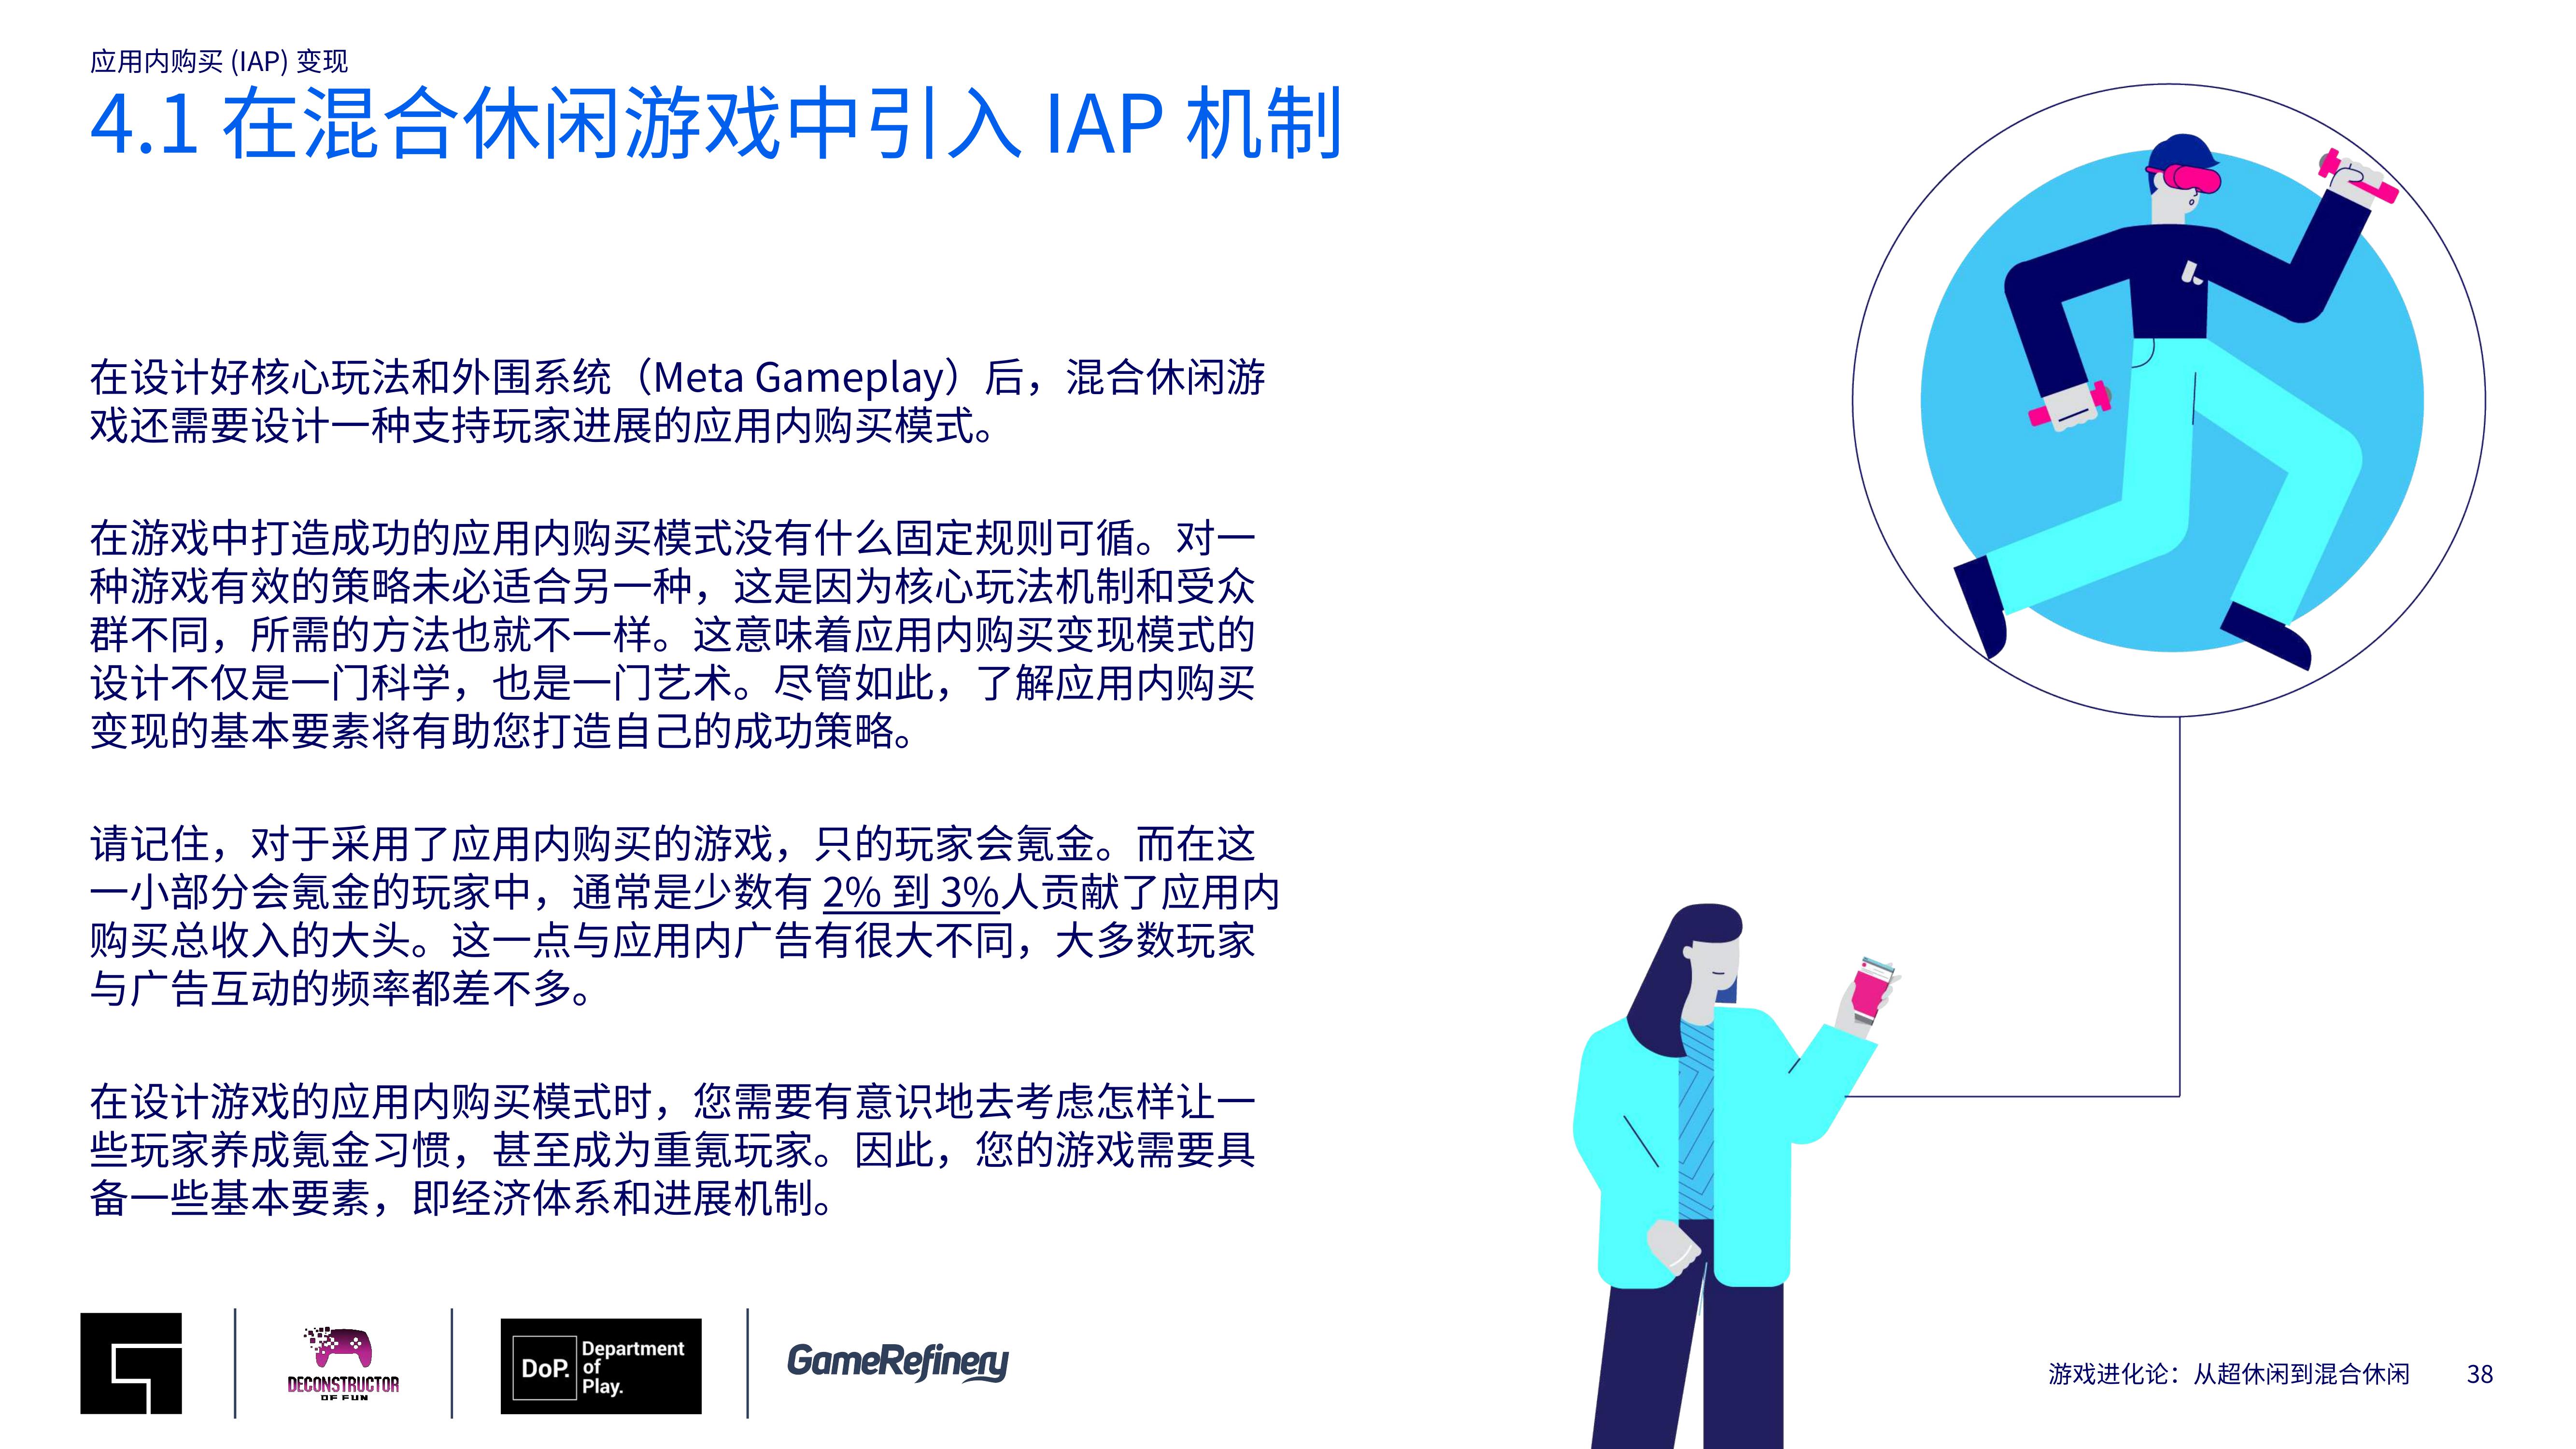 应用内购买 (IAP) 变现
4.1 在混合休闲游戏中引入 IAP 机制
在设计好核心玩法和外围系统（Meta Gameplay）后，混合休闲游
戏还需要设计一种支持玩家进展的应用内购买模式。
在游戏中打造成功的应用内购买模式没有什么固定规则可循。对一
种游戏有效的策略未必适合另一种，这是因为核心玩法机制和受众
群不同，所需的方法也就不一样。这意味着应用内购买变现模式的
设计不仅是一门科学，也是一门艺术。尽管如此，了解应用内购买
变现的基本要素将有助您打造自己的成功策略。
请记住，对于采用了应用内购买的游戏，只的玩家会氪金。而在这
一小部分会氪金的玩家中，通常是少数有 2% 到 3%人贡献了应用内
购买总收入的大头。这一点与应用内广告有很大不同，大多数玩家
与广告互动的频率都差不多。
在设计游戏的应用内购买模式时，您需要有意识地去考虑怎样让一
些玩家养成氪金习惯，甚至成为重氪玩家。因此，您的游戏需要具
备一些基本要素，即经济体系和进展机制。
DECONSTRUCTOR
OF FUN
DoP.
Department
of
Play.
GameRefinery
游戏进化论：从超休闲到混合休闲 38